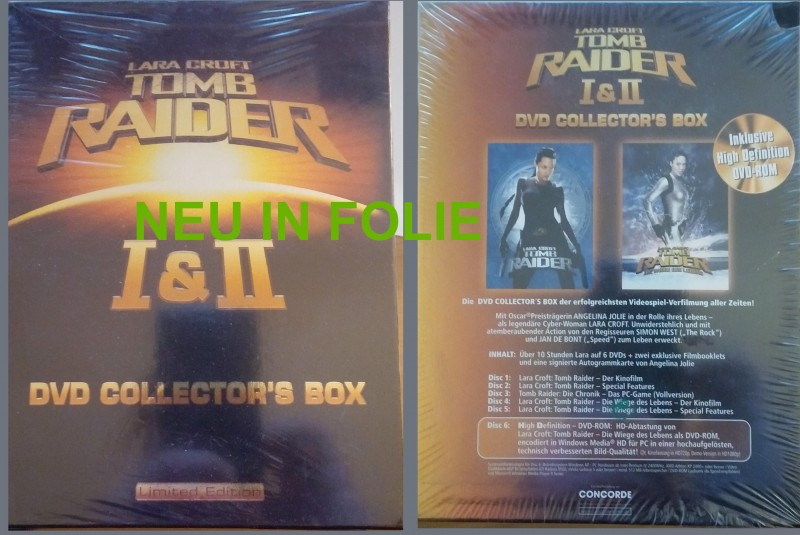 LARA CROFT
TOMB
RAIDER
I & II
DVD COLLECTOR'S BOX
Limited Edition
NEU IN FOLIE
LARA CROFT
TOMB
RAIDER
I & II
DVD COLLECTOR'S BOX
Inklusive
High Definition
DVD-ROM
LARA CROFT
TOMB
RAIDER
TOMB
RAIDER
Die DVD COLLECTOR'S BOX der erfolgreichsten Videospiel-Verfilmung aller Zeiten!
Mit Oscar®Preisträgerin ANGELINA JOLIE in der Rolle ihres Lebens –
als legendäre Cyber-Woman LARA CROFT. Unwiderstehlich und mit
atemberaubender Action von den Regisseuren SIMON WEST („The Rock")
und JAN DE BONT („Speed") zum Leben erweckt.
INHALT: Über 10 Stunden Lara auf 6 DVDs + zwei exklusive Filmbooklets
und eine signierte Autogrammkarte von Angelina Jolie
Disc 1: Lara Croft: Tomb Raider – Der Kinofilm
Disc 2: Lara Croft: Tomb Raider – Special Features
Disc 3: Tomb Raider: Die Chronik – Das PC-Game (Vollversion)
Disc 4: Lara Croft: Tomb Raider – Die Wiege des Lebens – Der Kinofilm
Disc 5: Lara Croft: Tomb Raider – Die Wiege des Lebens – Special Features
Disc 6: High Definition – DVD-ROM: HD-Abtastung von
Lara Croft: Tomb Raider – Die Wiege des Lebens als DVD-ROM,
encodiert in Windows Media® HD für PC in einer hochaufgelösten,
technisch verbesserten Bild-Qualität!
CONCORDE